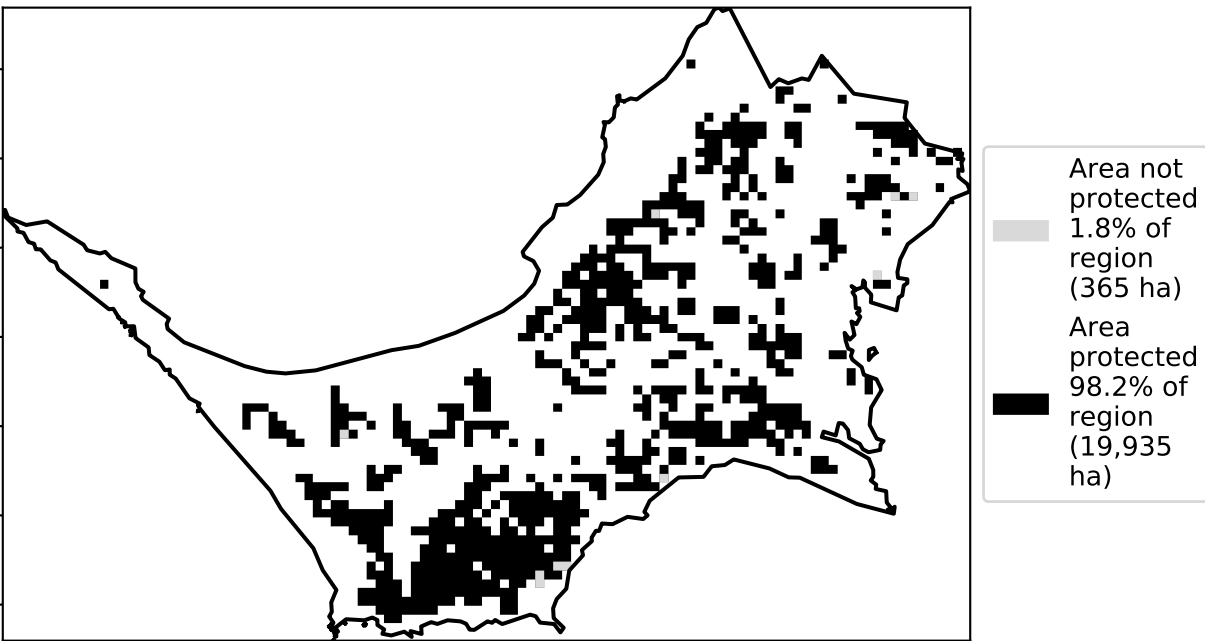 Area not
protected
1.8% of
region
(365 ha)
Area
protected
98.2% of
region
(19,935
ha)